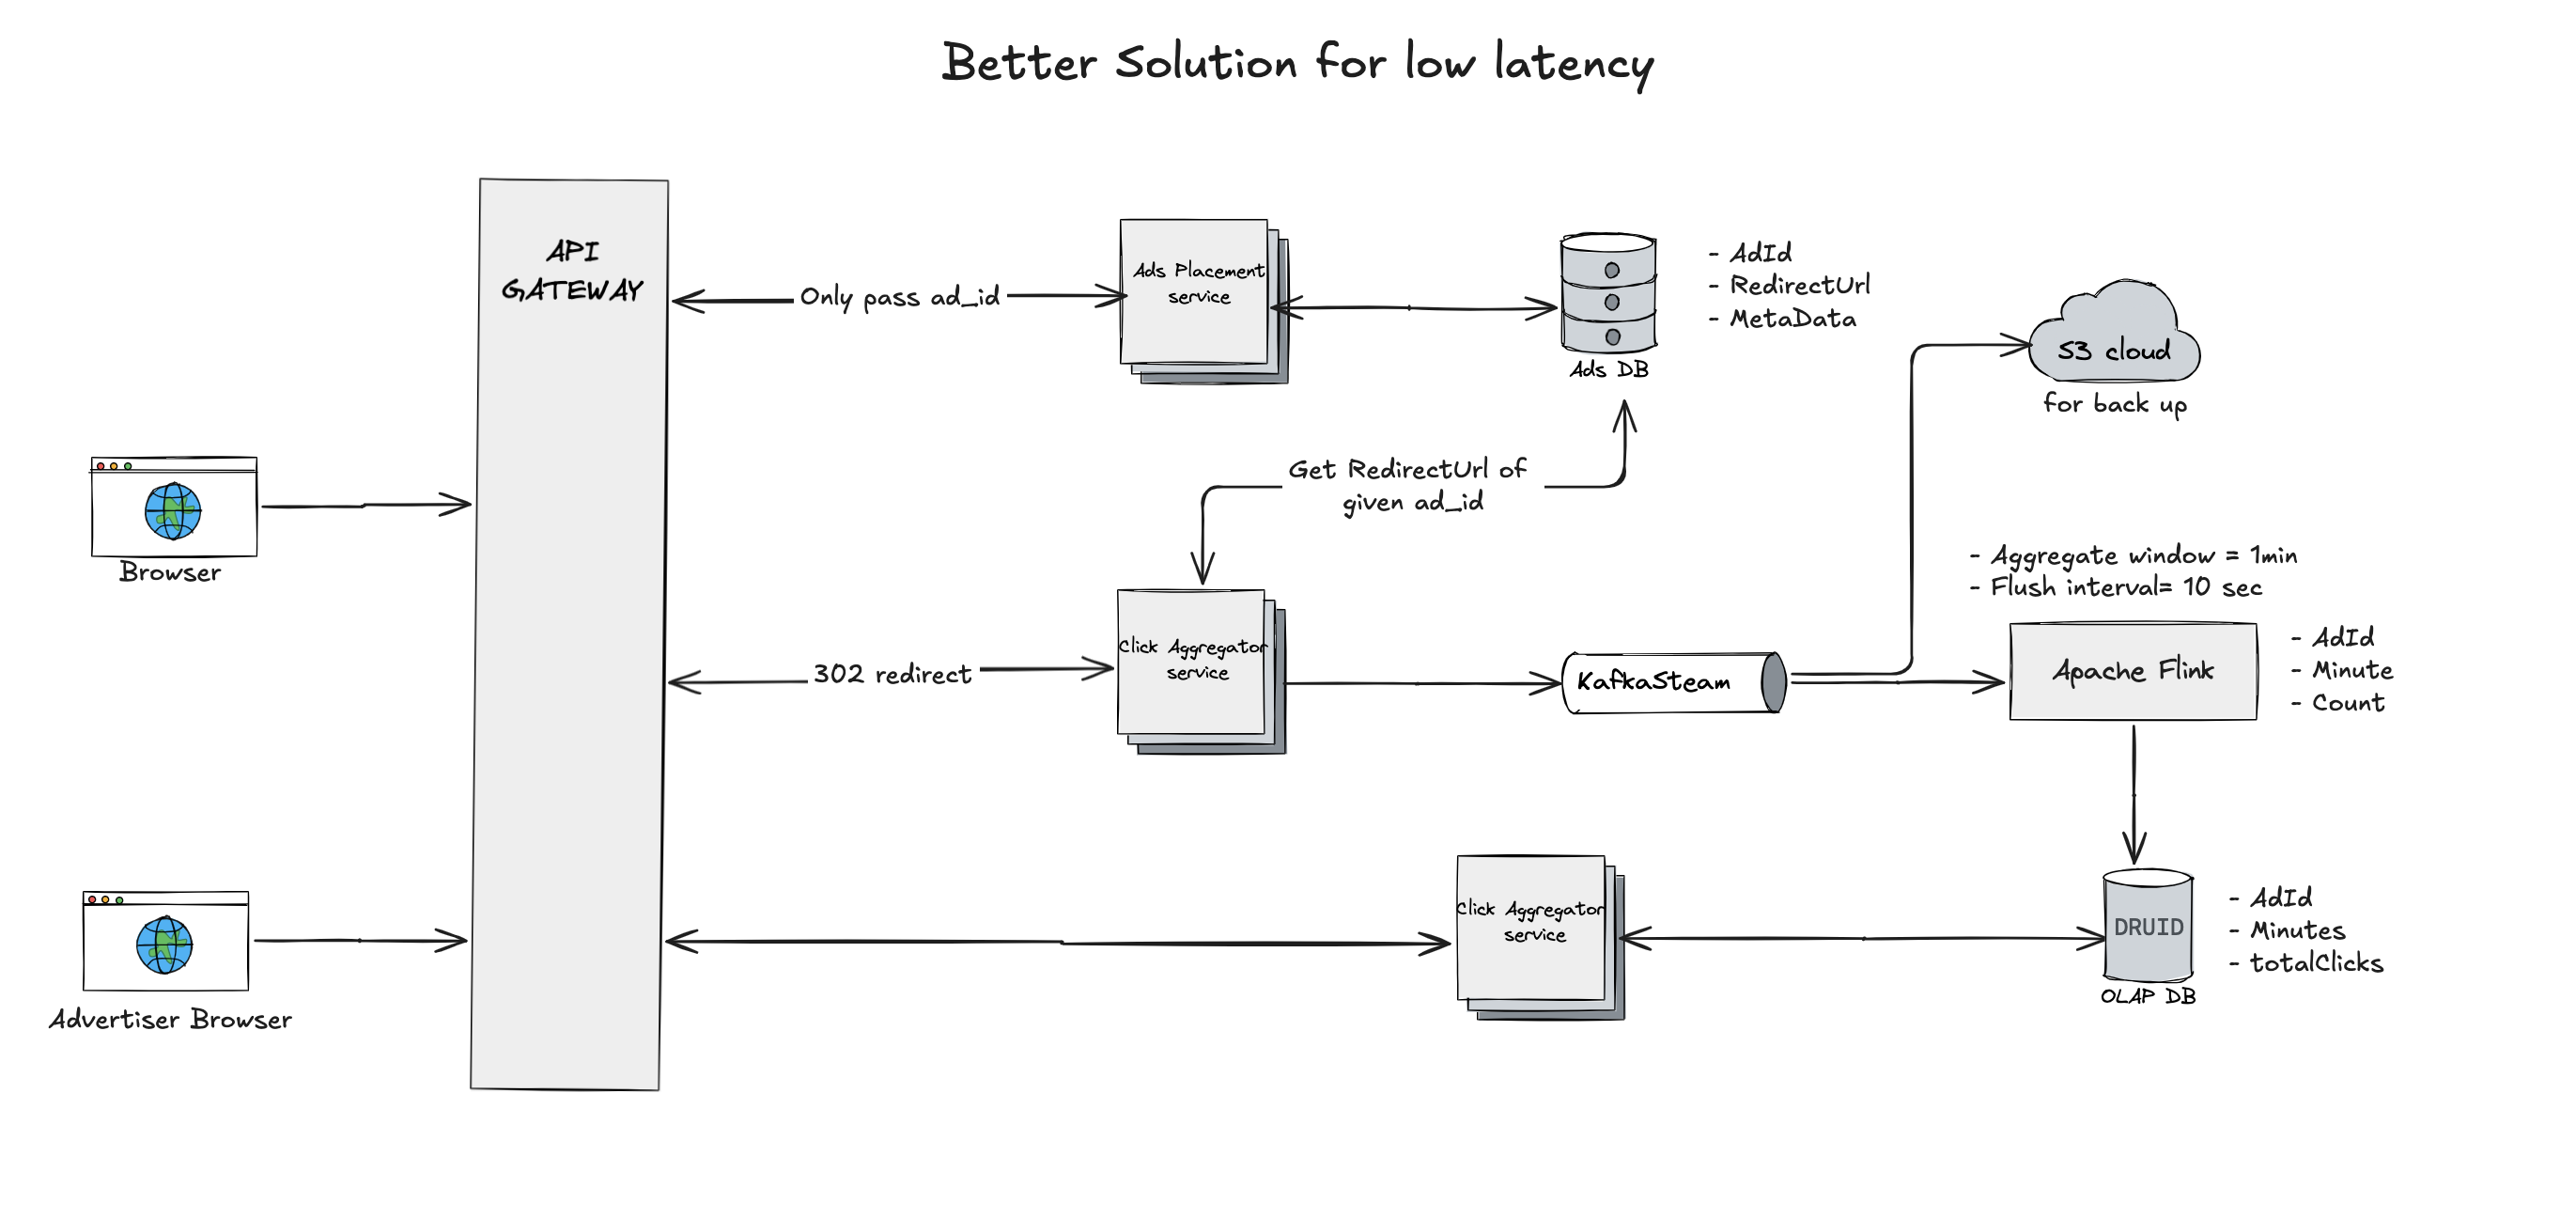 Better Solution for low latency
API
GATEWAY
Only pass ad_id
Ads Placement
service
Ads DB
- AdId
- RedirectUrl
- MetaData
S3 cloud
for back up
Browser
Get RedirectUrl of
given ad_id
302 redirect
Click Aggregator
service
KafkaSteam
- Aggregate window = 1min
- Flush interval= 10 sec
Apache Flink
- AdId
- Minute
- Count
Advertiser Browser
Click Aggregator
service
DRUID
OLAP DB
- AdId
- Minutes
- totalClicks